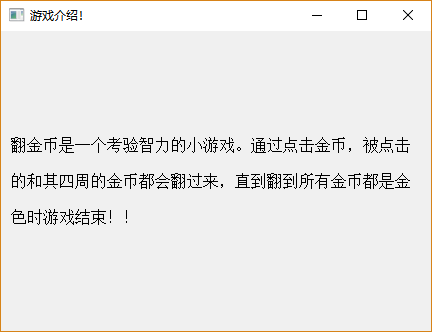 游戏介绍!
翻金币是一个考验智力的小游戏。通过点击金币，被点击
的和其四周的金币都会翻过来，直到翻到所有金币都是金
色时游戏结束！！